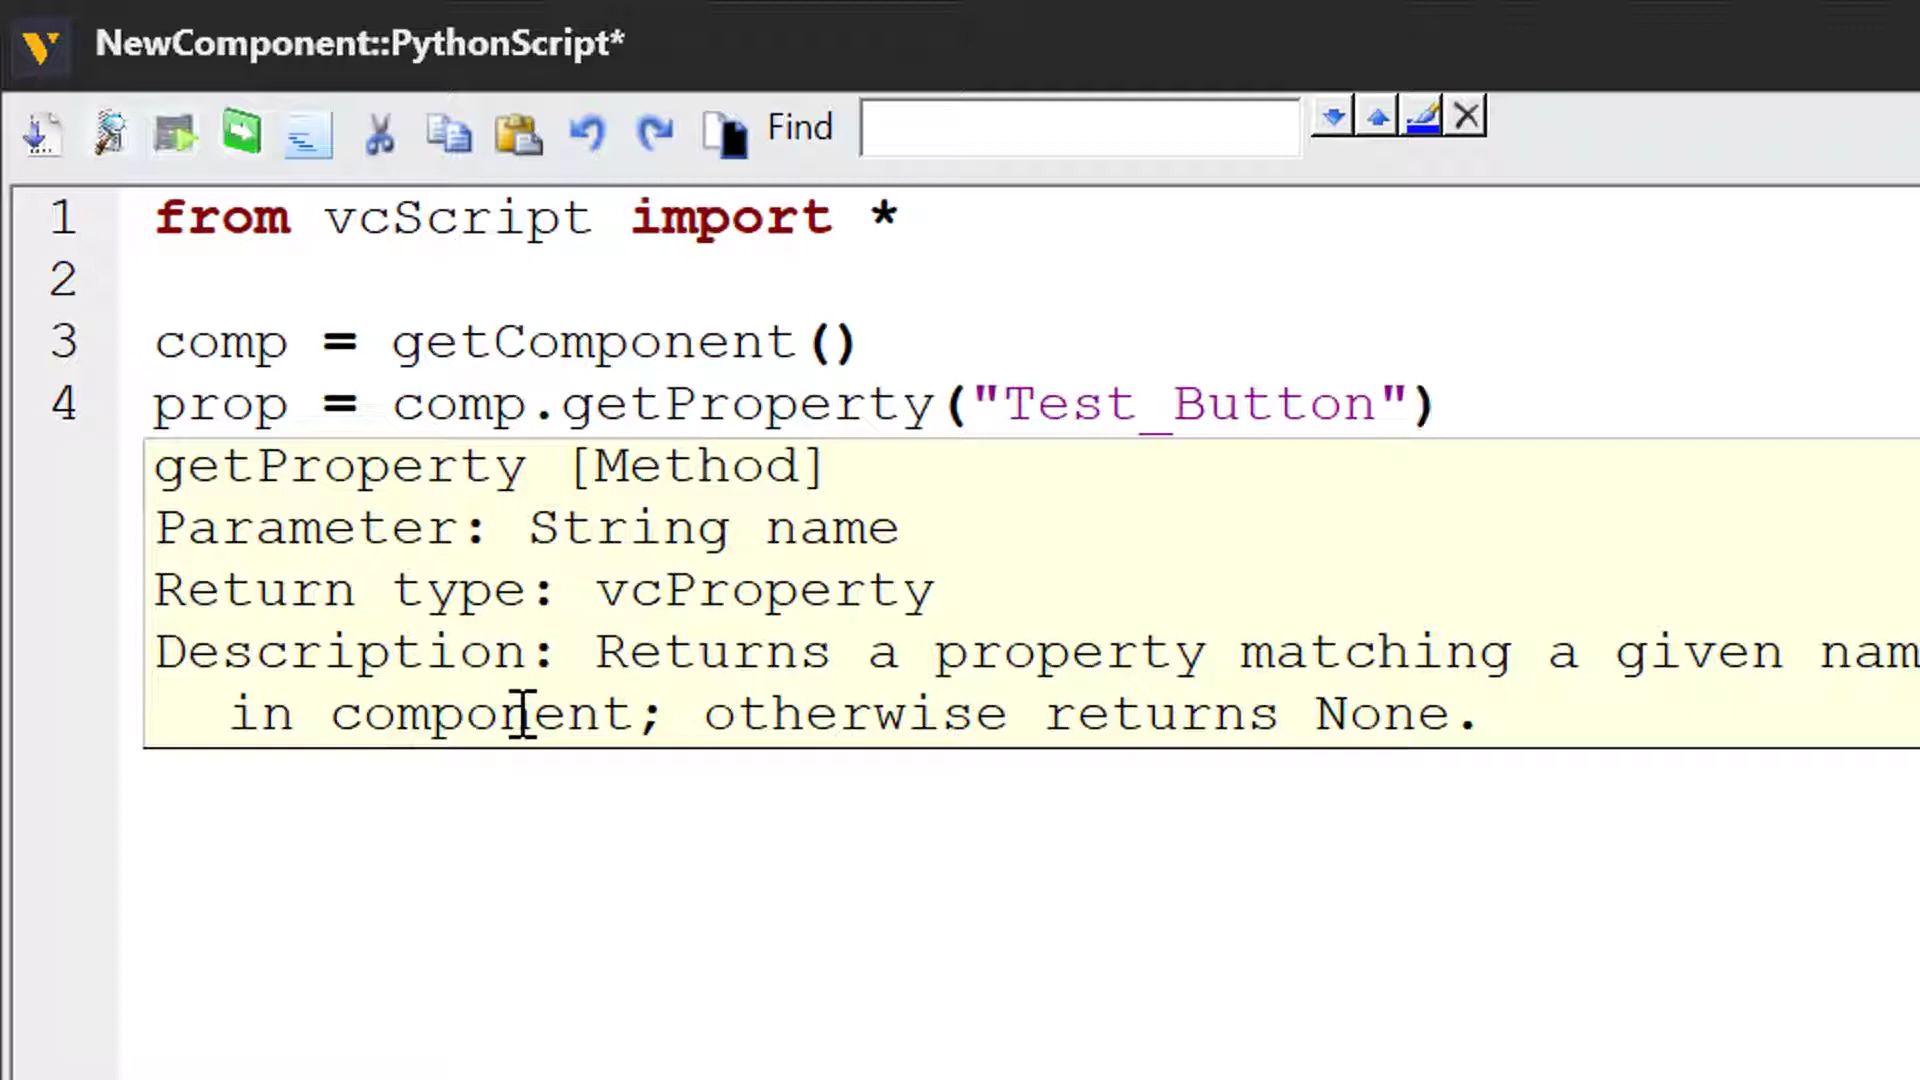 NewComponent::PythonScript*
Find
1 from vcScript import *
2
3 comp = getComponent()
4 prop = comp.getProperty("Test_Button")
getProperty [Method]
Parameter: String name
Return type: vcProperty
Description: Returns a property matching a given nam
in component; otherwise returns None.